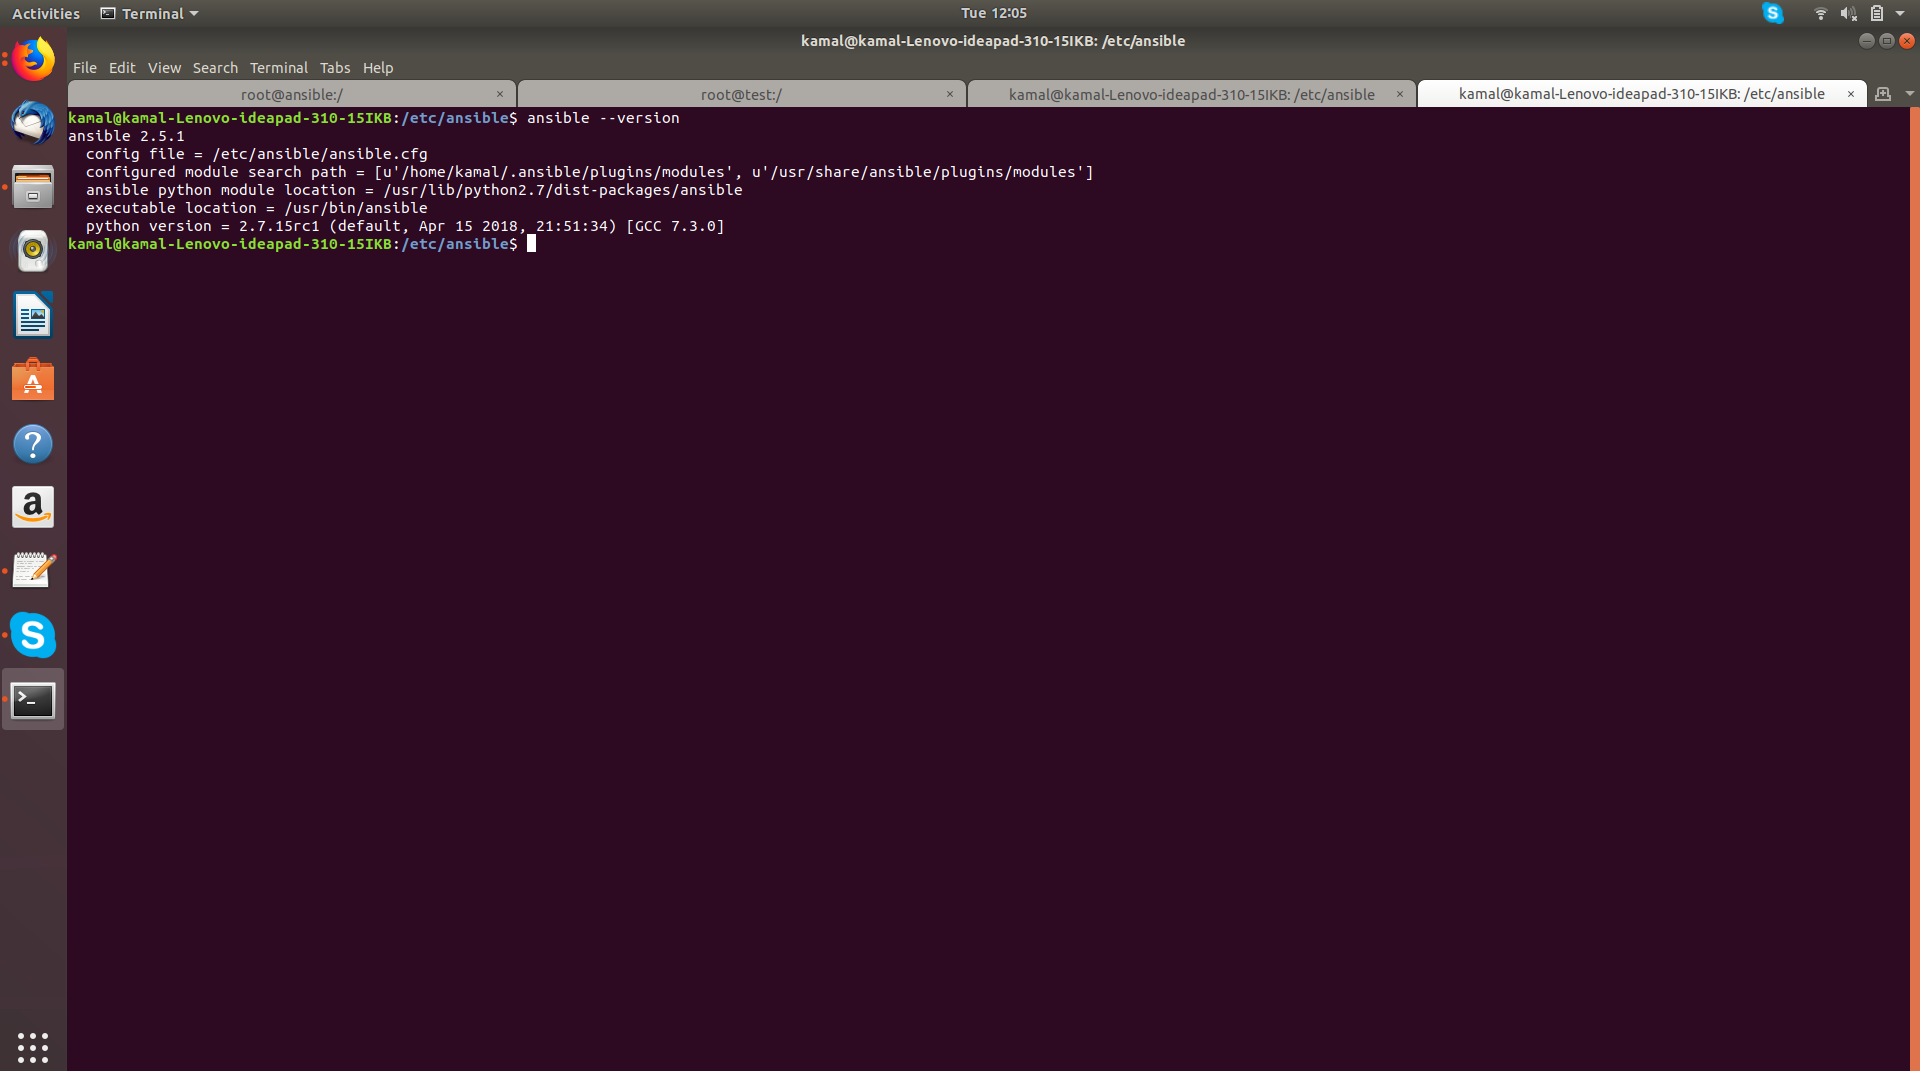 Activities Terminal Tue 12:05
kamal@kamal-Lenovo-ideapad-310-15IKB: /etc/ansible
File Edit View Search Terminal Tabs Help
root@ansible:/ × root@test:/ × kamal@kamal-Lenovo-ideapad-310-15IKB: /etc/ansible × kamal@kamal-Lenovo-ideapad-310-15IKB: /etc/ansible ×
kamal@kamal-Lenovo-ideapad-310-15IKB:/etc/ansible$ ansible --version
ansible 2.5.1
  config file = /etc/ansible/ansible.cfg
  configured module search path = [u'/home/kamal/.ansible/plugins/modules', u'/usr/share/ansible/plugins/modules']
  ansible python module location = /usr/lib/python2.7/dist-packages/ansible
  executable location = /usr/bin/ansible
  python version = 2.7.15rc1 (default, Apr 15 2018, 21:51:34) [GCC 7.3.0]
kamal@kamal-Lenovo-ideapad-310-15IKB:/etc/ansible$